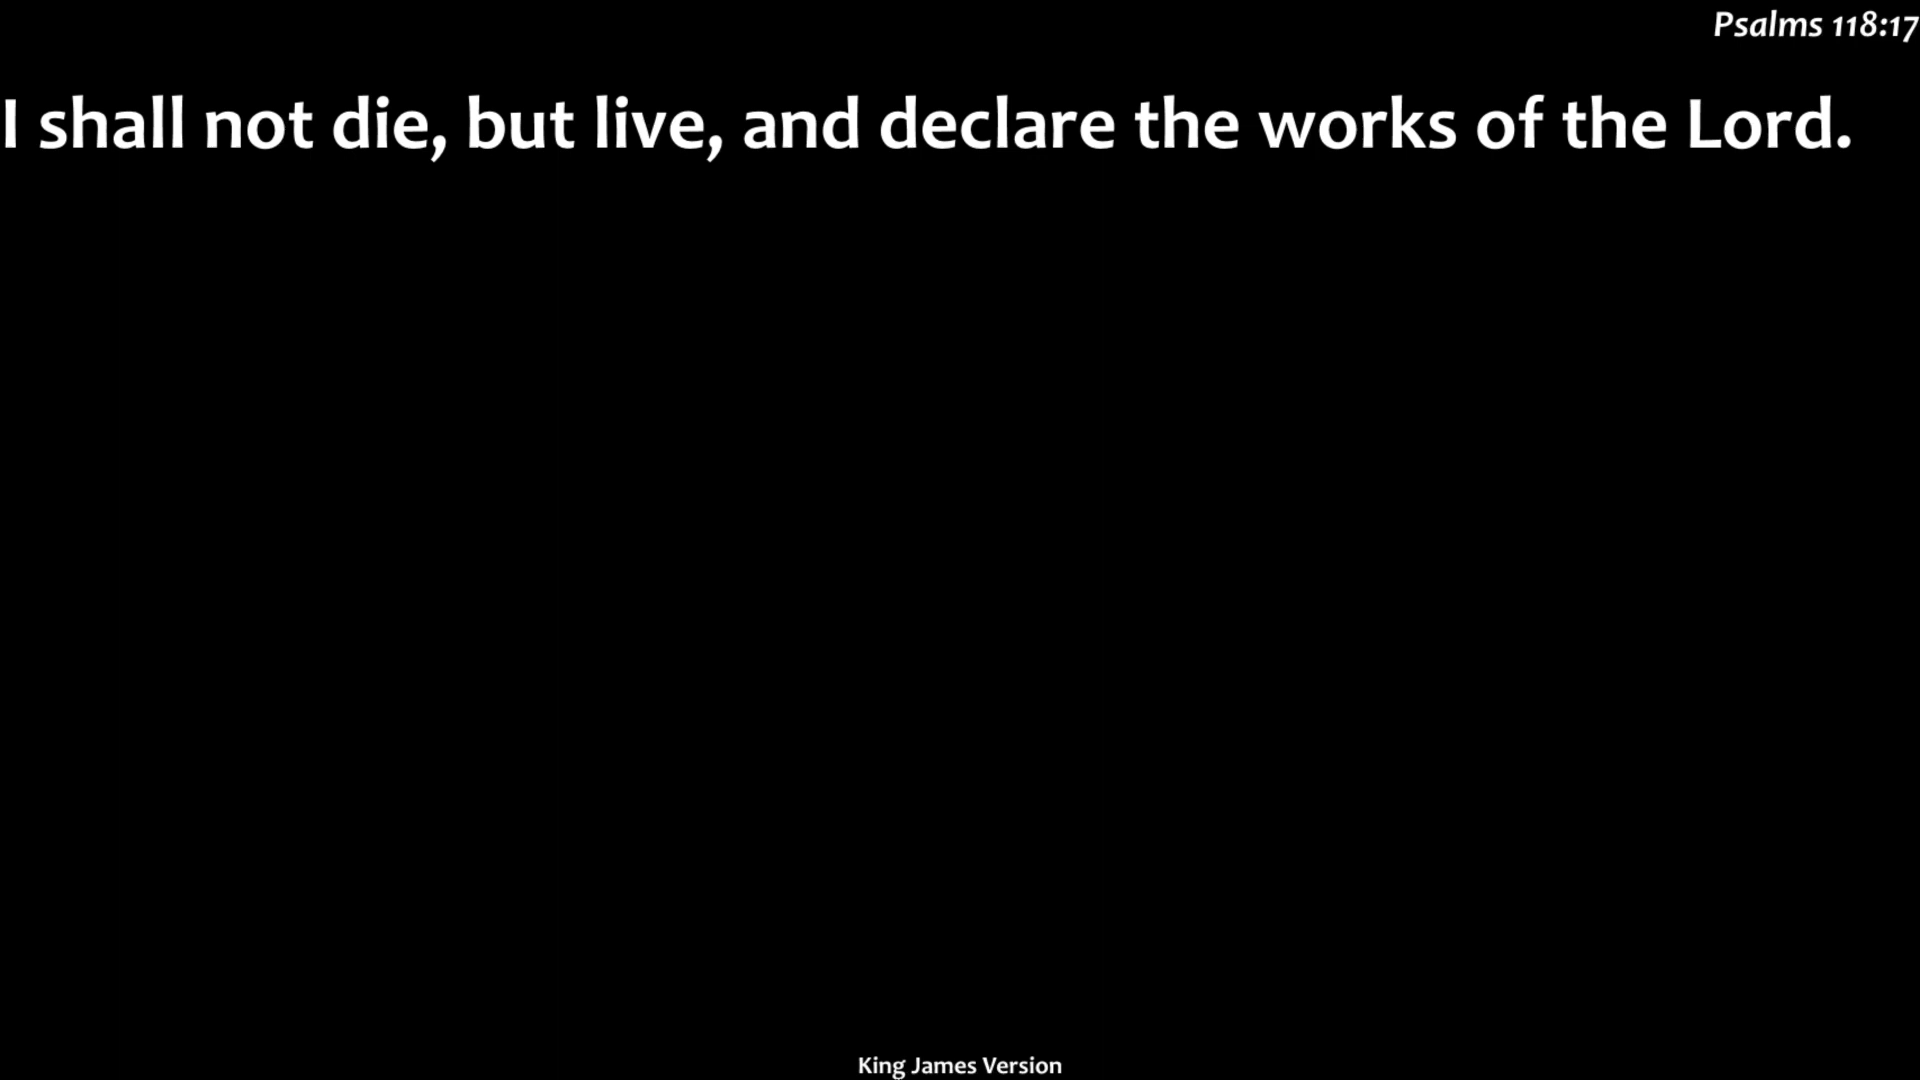 Psalms 118:17
I shall not die, but live, and declare the works of the Lord.
King James Version